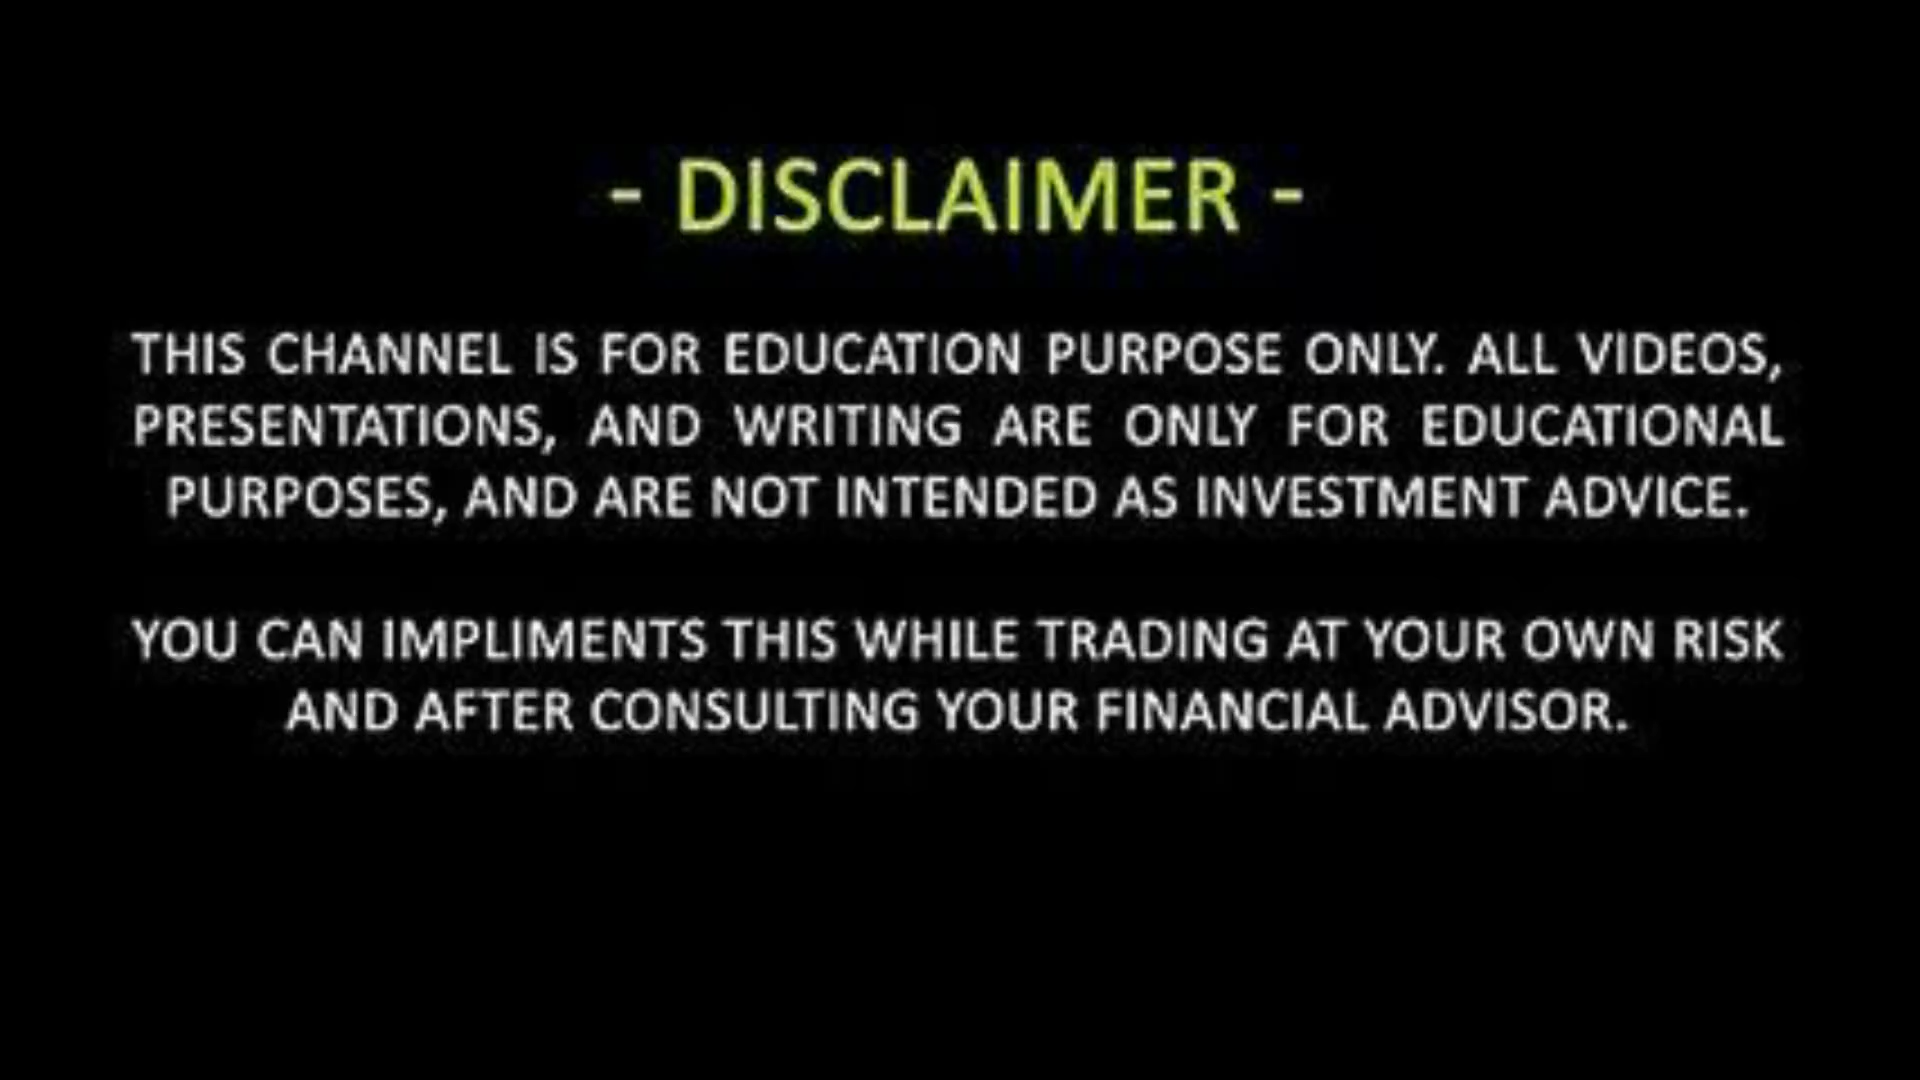 - DISCLAIMER -
THIS CHANNEL IS FOR EDUCATION PURPOSE ONLY. ALL VIDEOS,
PRESENTATIONS, AND WRITING ARE ONLY FOR EDUCATIONAL
PURPOSES, AND ARE NOT INTENDED AS INVESTMENT ADVICE.
YOU CAN IMPLIMENTS THIS WHILE TRADING AT YOUR OWN RISK
AND AFTER CONSULTING YOUR FINANCIAL ADVISOR.